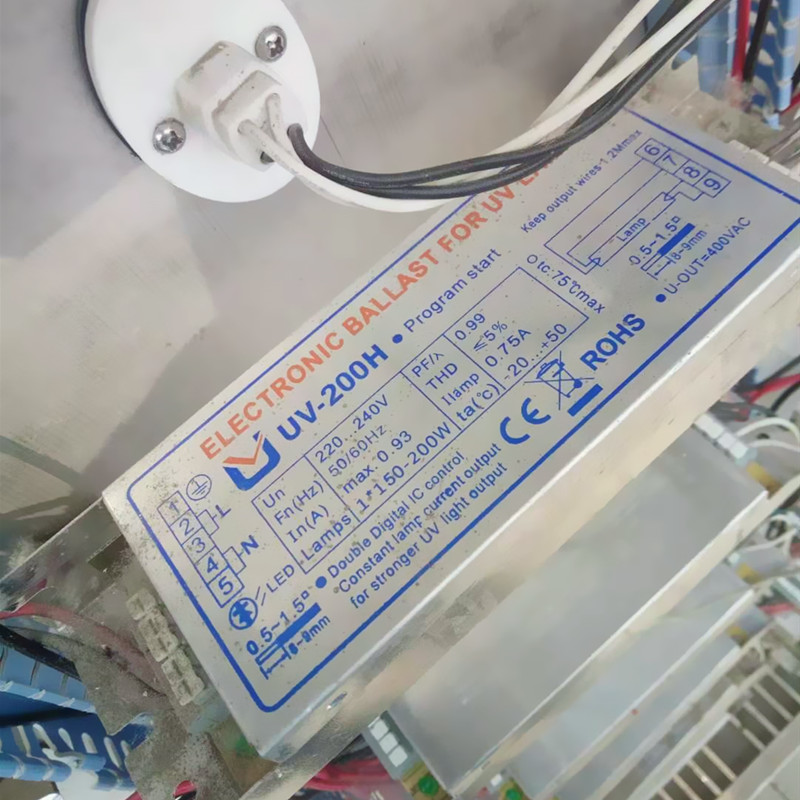 ELECTRONIC BALLAST FOR UV
UV-200H • Program start
Un 220...240V
Fn(Hz) 50/60Hz
In(A) max·0.93
Lamps 1*150-200W
PF/λ 0.99
THD ≤5%
Ilamp 0.75A
ta(℃) -20...+50
• Double Digital IC control
Constant lamp current output
for stronger UV light output
CE ROHS
1
2 L
3
4 N
5
//LED
0.5~1.5□
8-9mm
Keep output wires 1.2Mmax
6
7
8
9
Lamp
0.5~1.5□
8-9mm
tc:75℃max
• U-OUT=400VAC